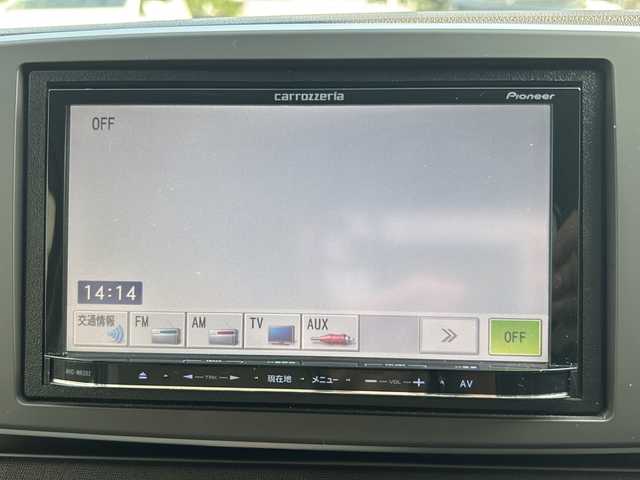 carrozzeria Pioneer
OFF
14:14
交通情報 FM AM TV AUX >> OFF
TRK 現在地 メニュー − VOL + AV